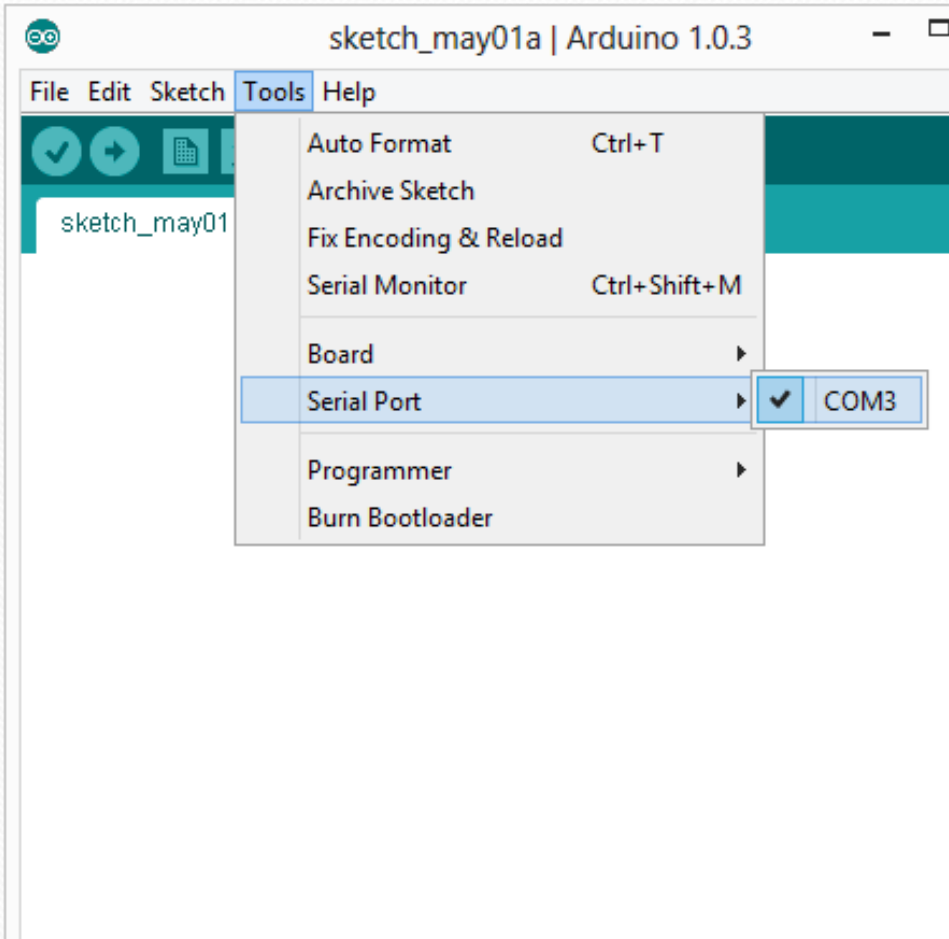 sketch_may01a | Arduino 1.0.3
File Edit Sketch Tools Help
sketch_may01
Auto Format Ctrl+T
Archive Sketch
Fix Encoding & Reload
Serial Monitor Ctrl+Shift+M
Board
Serial Port COM3
Programmer
Burn Bootloader